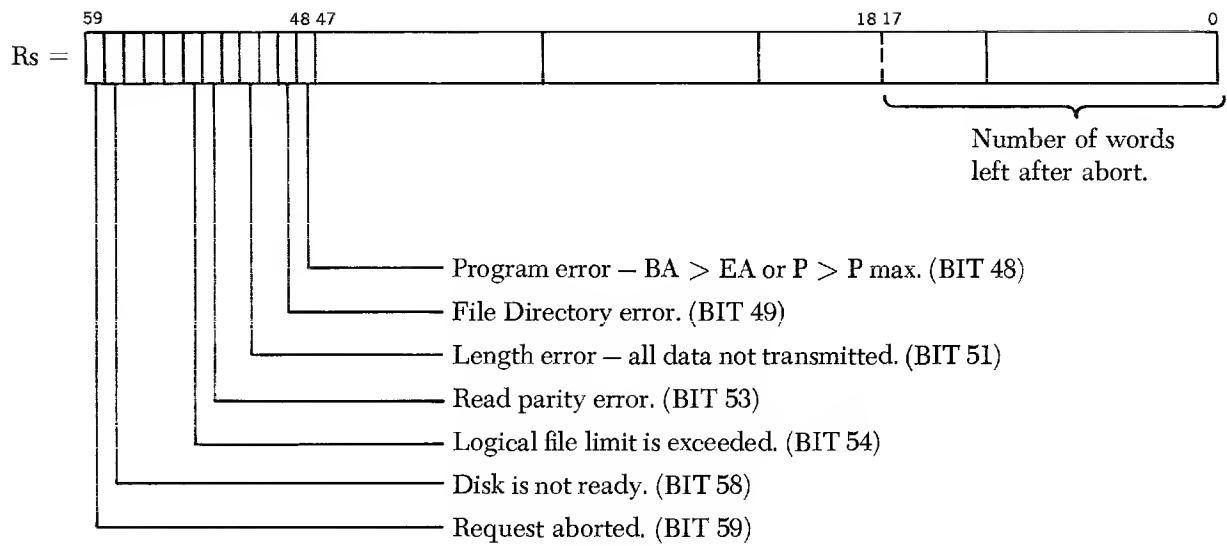 59 48 47 18 17 0
Rs =
Number of words
left after abort.
Program error – BA > EA or P > P max. (BIT 48)
File Directory error. (BIT 49)
Length error – all data not transmitted. (BIT 51)
Read parity error. (BIT 53)
Logical file limit is exceeded. (BIT 54)
Disk is not ready. (BIT 58)
Request aborted. (BIT 59)